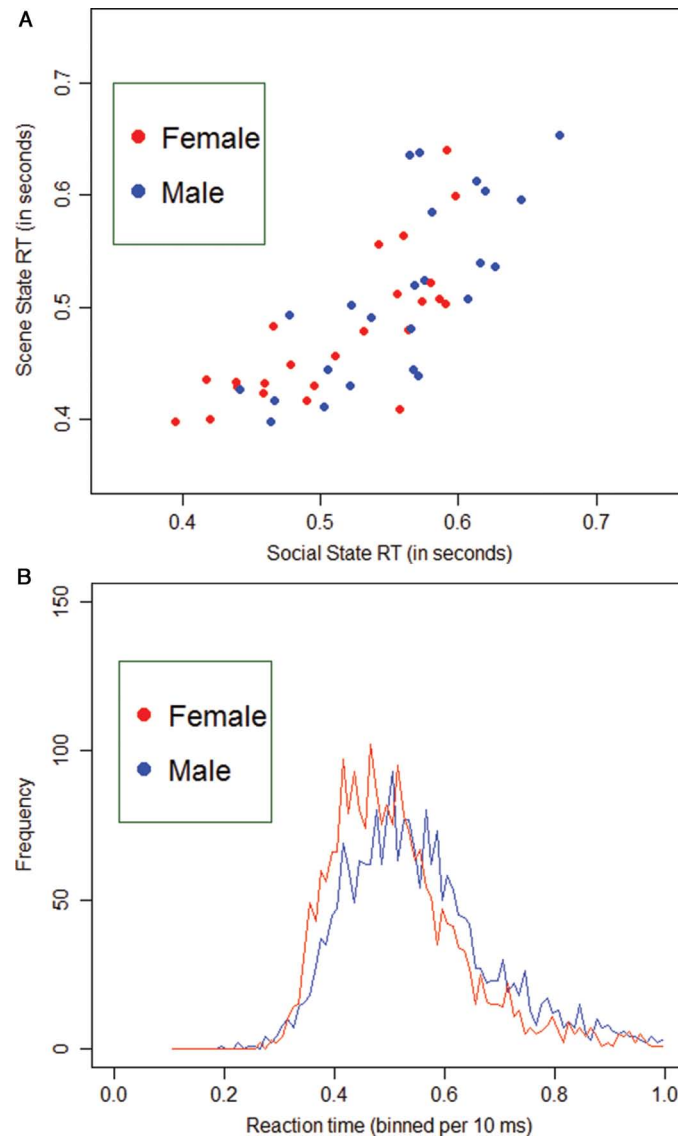 A
Scene State RT (in seconds)
0.7
0.6
0.5
0.4
Female
Male
0.4 0.5 0.6 0.7
Social State RT (in seconds)
B
Frequency
150
100
50
0
Female
Male
0.0 0.2 0.4 0.6 0.8 1.0
Reaction time (binned per 10 ms)